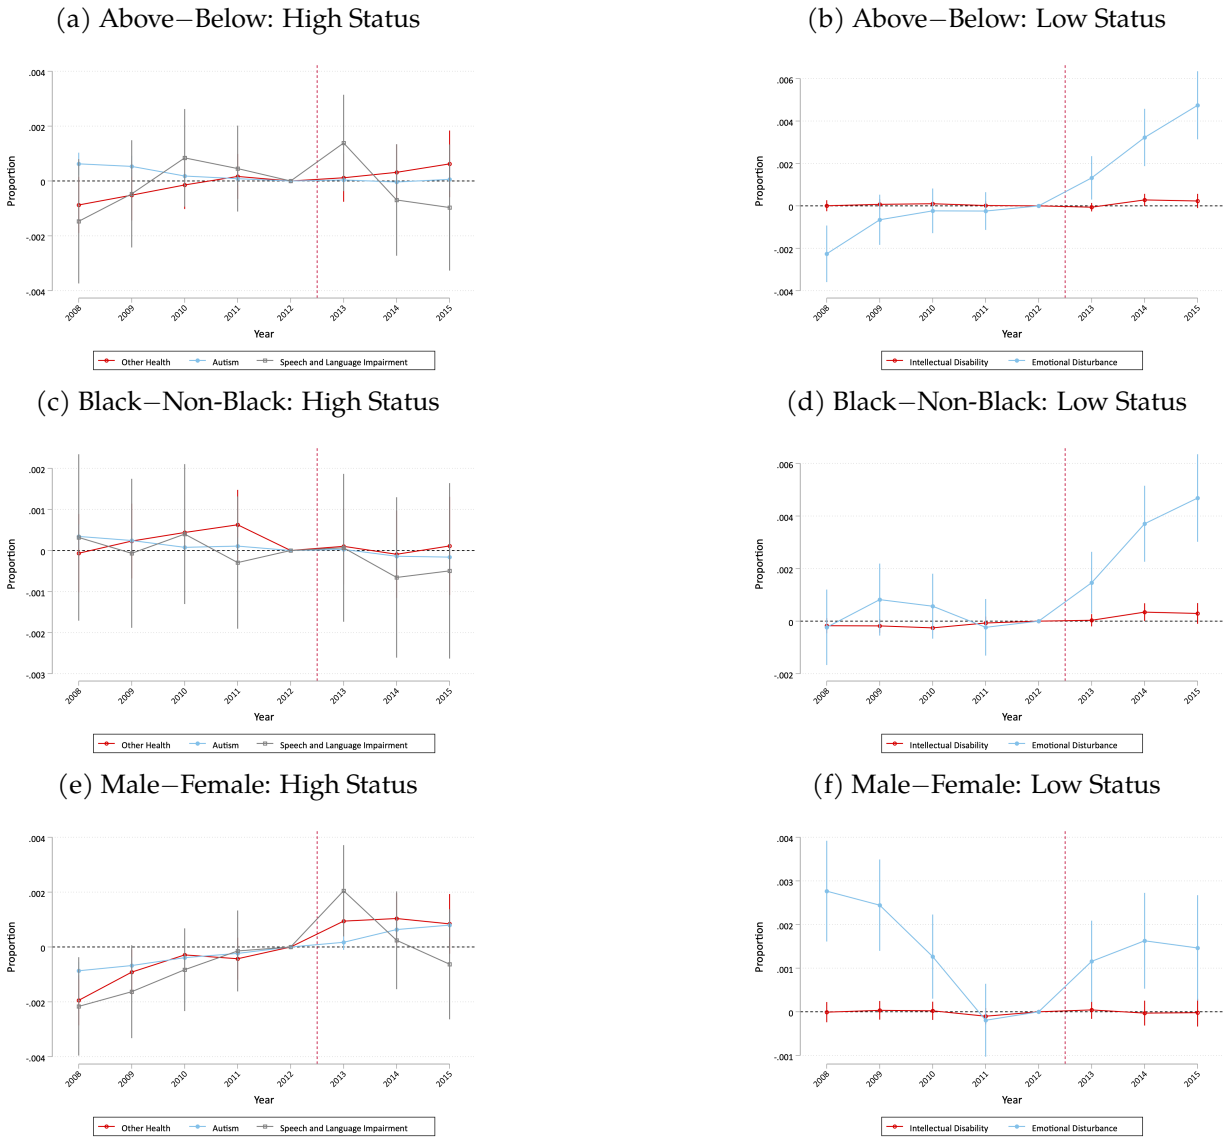 (a) Above−Below: High Status
.004
.002
0
-.002
-.004
Proportion
2008
2009
2010
2011
2012
2013
2014
2015
Year
Other Health
Autism
Speech and Language Impairment
(b) Above−Below: Low Status
.006
.004
.002
0
-.002
-.004
Proportion
2008
2009
2010
2011
2012
2013
2014
2015
Year
Intellectual Disability
Emotional Disturbance
(c) Black−Non-Black: High Status
.002
.001
0
-.001
-.002
-.003
Proportion
2008
2009
2010
2011
2012
2013
2014
2015
Year
Other Health
Autism
Speech and Language Impairment
(d) Black−Non-Black: Low Status
.006
.004
.002
0
-.002
Proportion
2008
2009
2010
2011
2012
2013
2014
2015
Year
Intellectual Disability
Emotional Disturbance
(e) Male−Female: High Status
.004
.002
0
-.002
-.004
Proportion
2008
2009
2010
2011
2012
2013
2014
2015
Year
Other Health
Autism
Speech and Language Impairment
(f) Male−Female: Low Status
.004
.003
.002
.001
0
-.001
Proportion
2008
2009
2010
2011
2012
2013
2014
2015
Year
Intellectual Disability
Emotional Disturbance